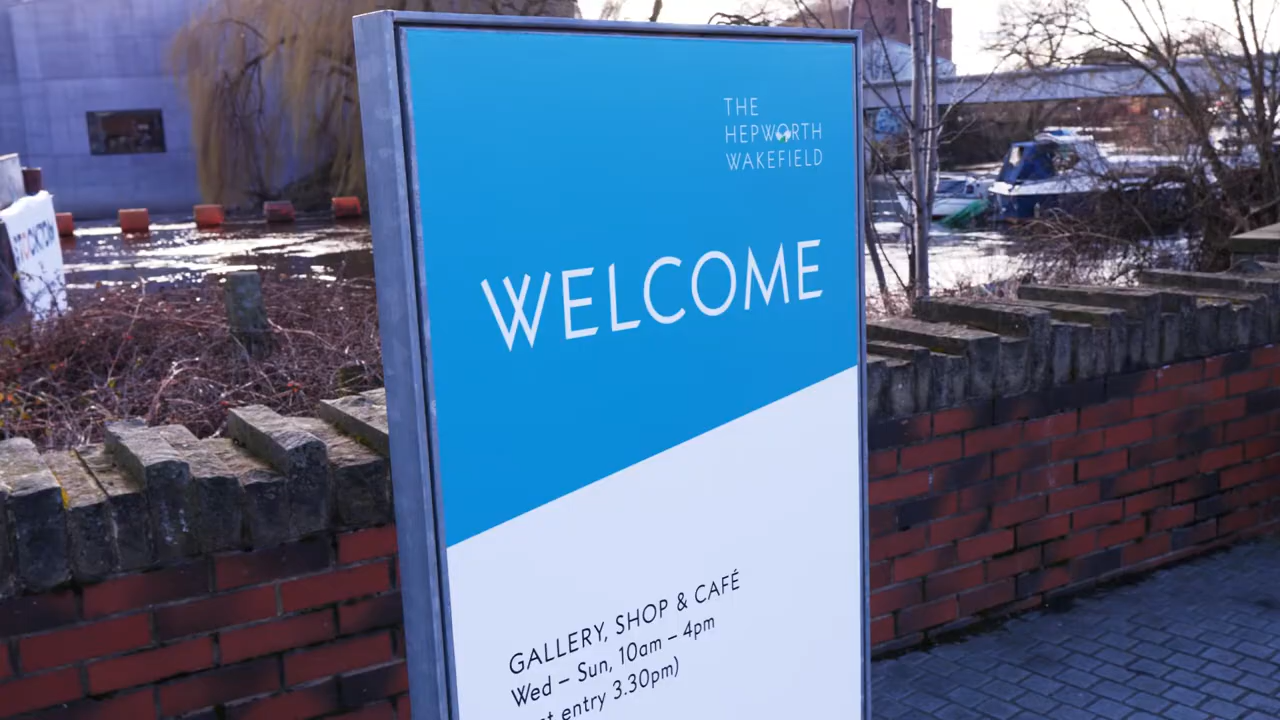 THE
HEPWORTH
WAKEFIELD
WELCOME
GALLERY, SHOP & CAFÉ
Wed – Sun, 10am – 4pm
entry 3.30pm)